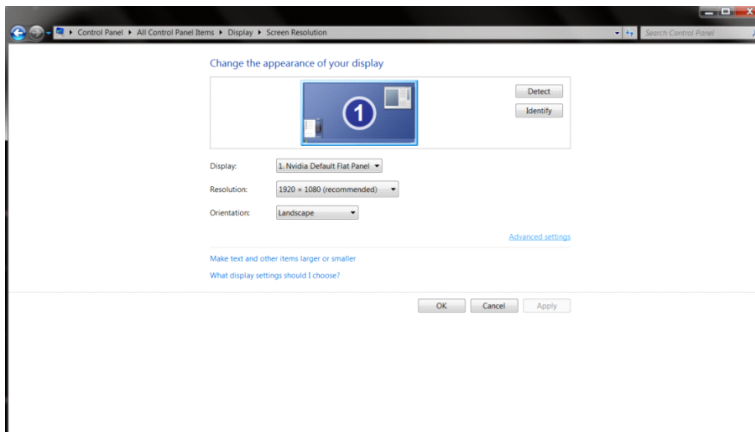 Control Panel ▸ All Control Panel Items ▸ Display ▸ Screen Resolution
Search Control Panel
Change the appearance of your display
1
Detect
Identify
Display: 1. Nvidia Default Flat Panel
Resolution: 1920 × 1080 (recommended)
Orientation: Landscape
Advanced settings
Make text and other items larger or smaller
What display settings should I choose?
OK Cancel Apply